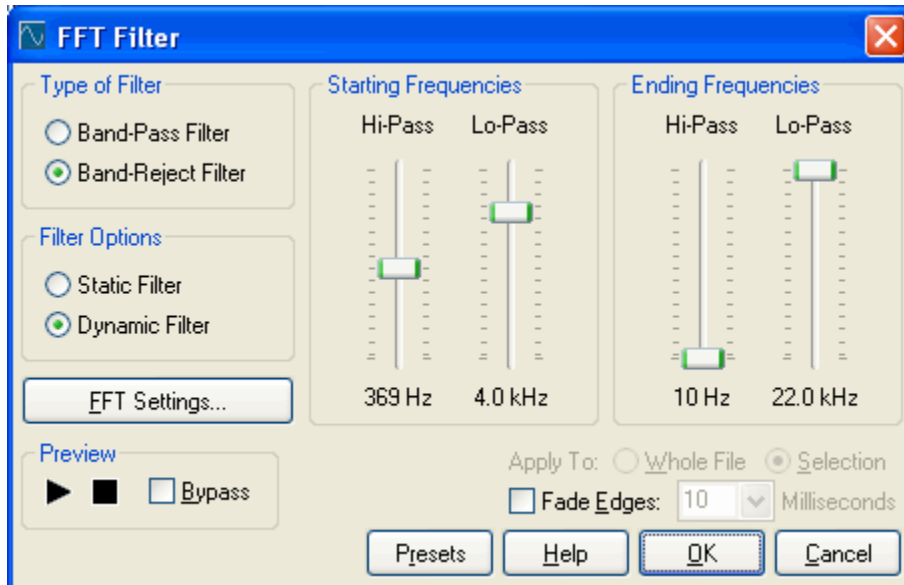 FFT Filter
Type of Filter
Band-Pass Filter
Band-Reject Filter
Filter Options
Static Filter
Dynamic Filter
FFT Settings...
Preview
Bypass
Starting Frequencies
Hi-Pass Lo-Pass
369 Hz 4.0 kHz
Ending Frequencies
Hi-Pass Lo-Pass
10 Hz 22.0 kHz
Apply To: Whole File Selection
Fade Edges: 10 Milliseconds
Presets Help OK Cancel